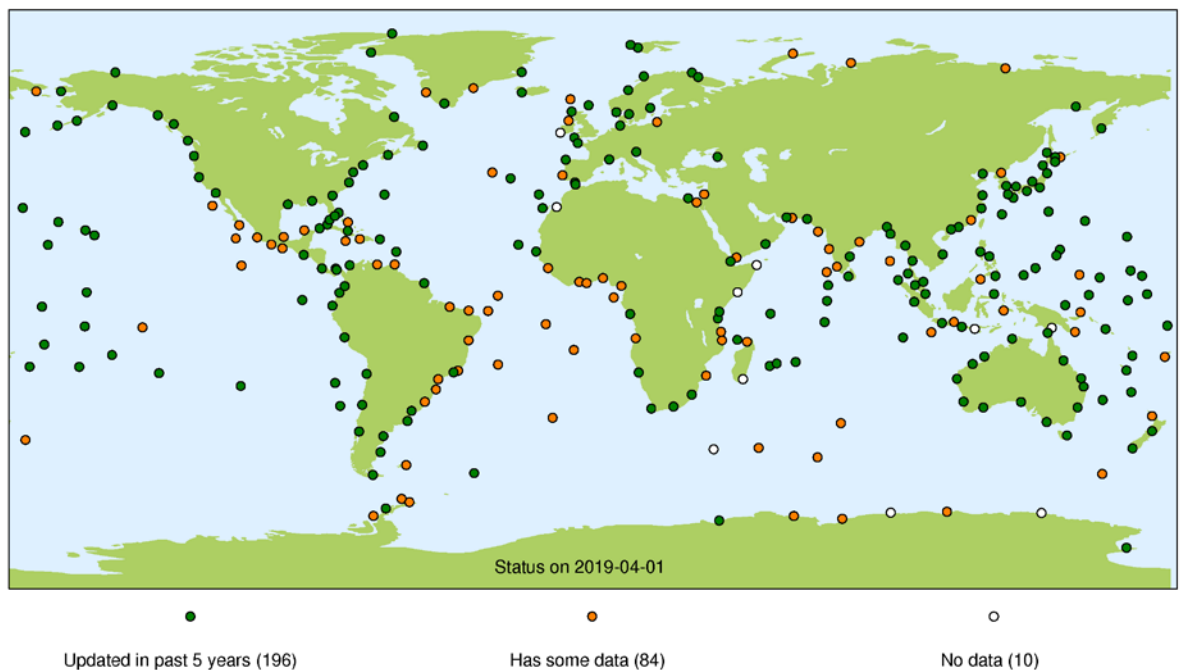 Status on 2019-04-01
Updated in past 5 years (196)
Has some data (84)
No data (10)